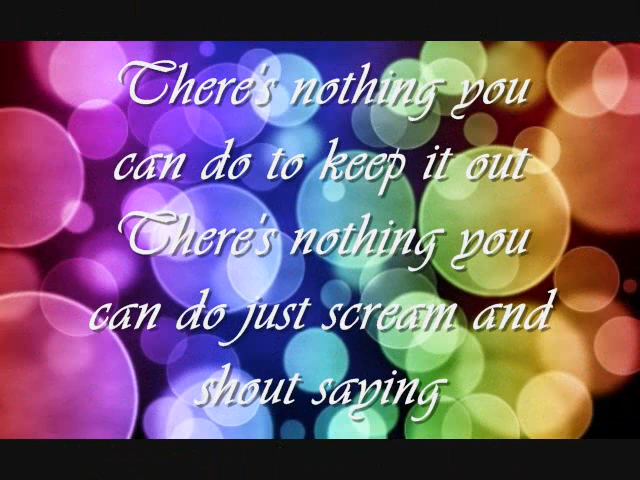 There's nothing you
can do to keep it out
There's nothing you
can do just scream and
shout saying